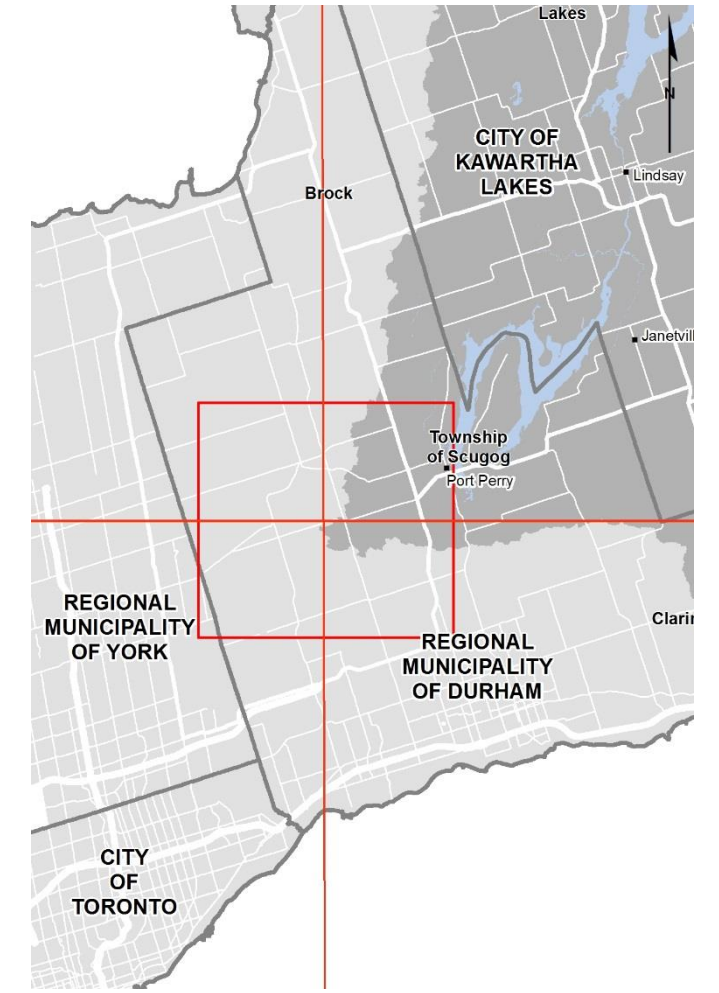 Lakes
N
CITY OF
KAWARTHA
LAKES
Lindsay
Brock
Janetvil
Township
of Scugog
Port Perry
REGIONAL
MUNICIPALITY
OF YORK
Clarin
REGIONAL
MUNICIPALITY
OF DURHAM
CITY
OF
TORONTO